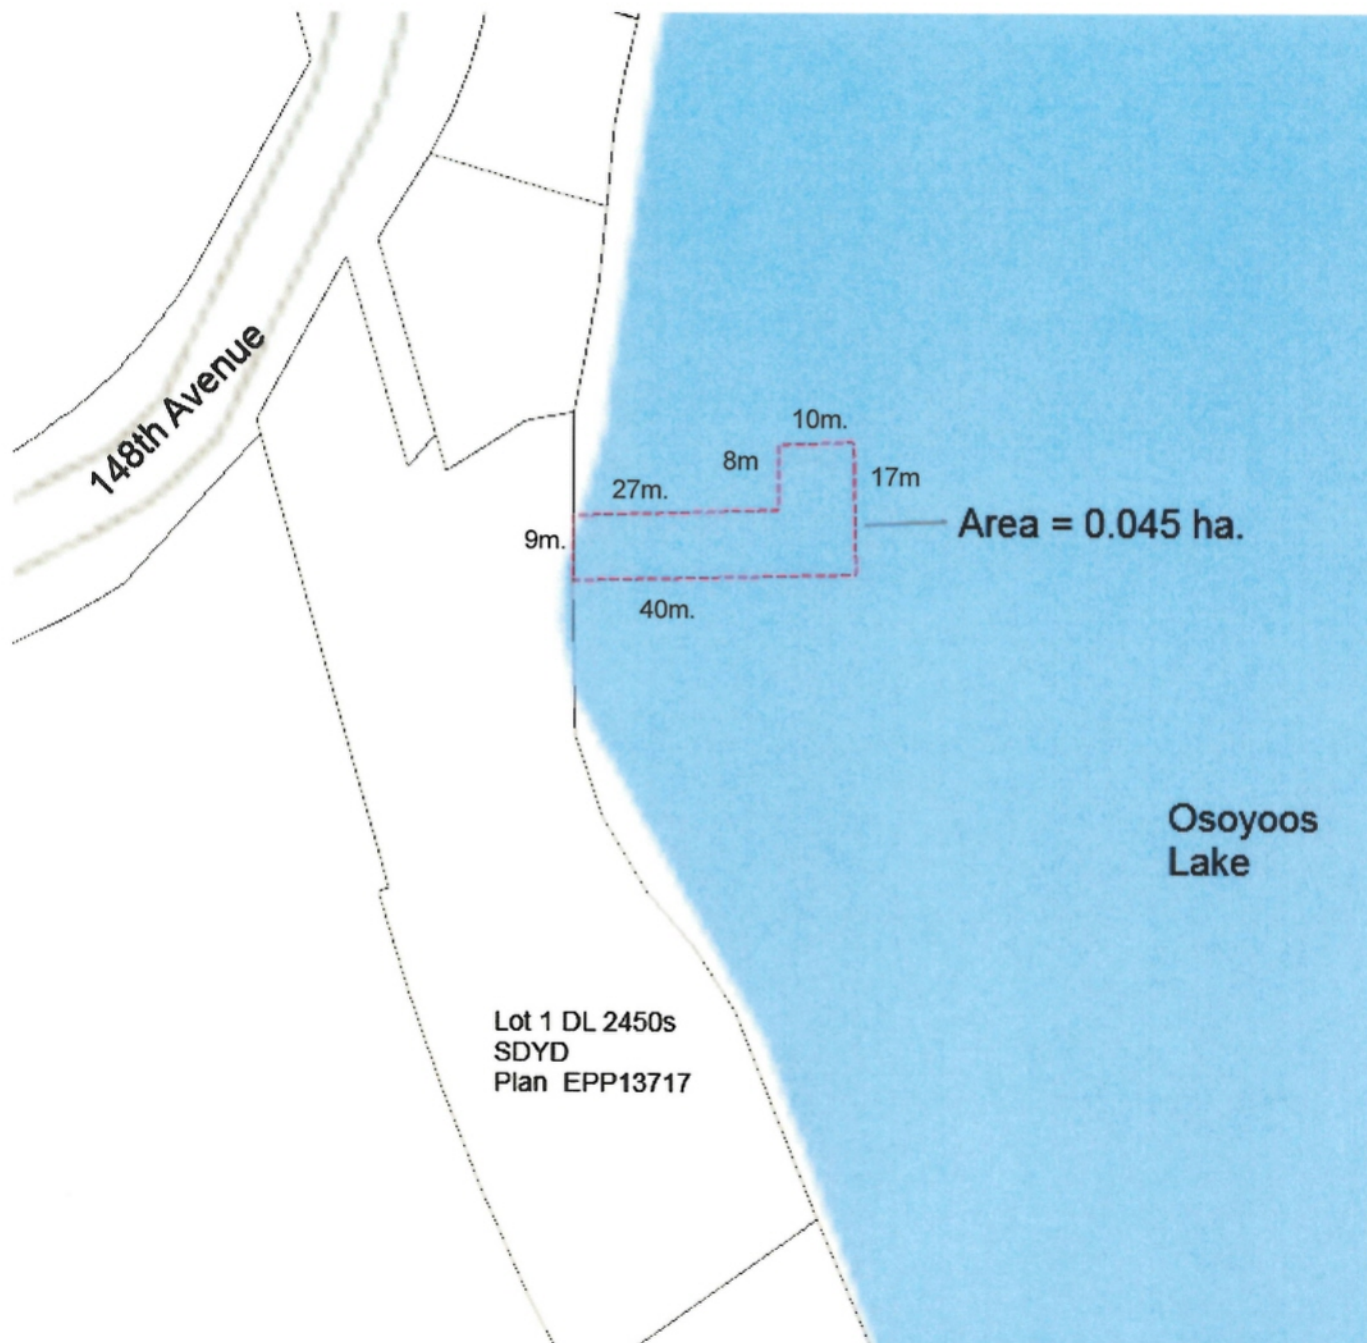 148th Avenue
10m.
8m
17m
27m.
Area = 0.045 ha.
9m.
40m.
Osoyoos
Lake
Lot 1 DL 2450s
SDYD
Plan EPP13717